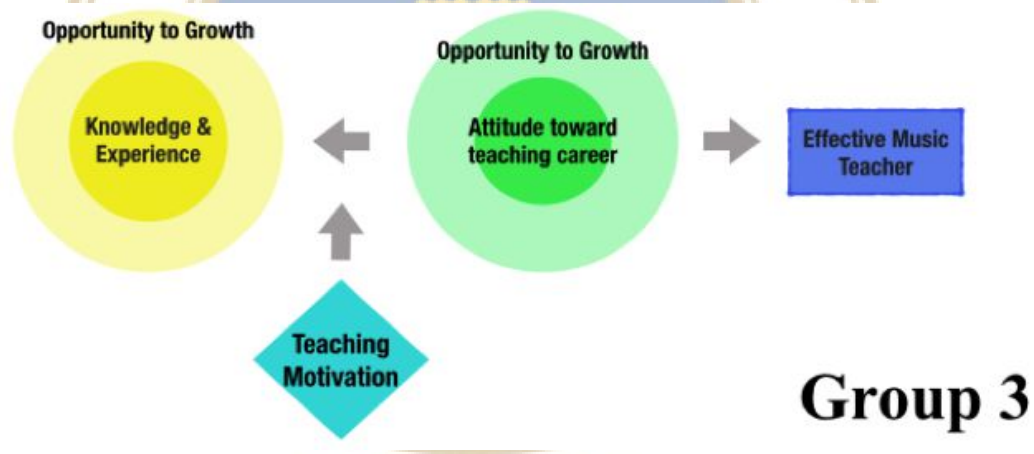 Opportunity to Growth
Knowledge &
Experience
Opportunity to Growth
Attitude toward
teaching career
Effective Music
Teacher
Teaching
Motivation
Group 3